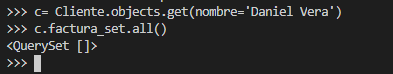 >>> c= Cliente.objects.get(nombre='Daniel Vera')
>>> c.factura_set.all()
<QuerySet []>
>>>